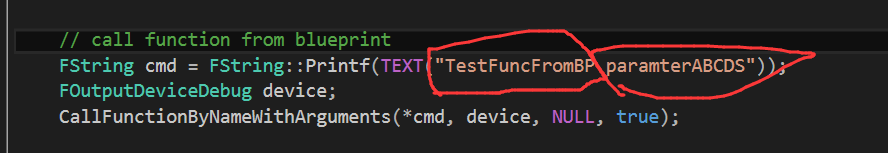 // call function from blueprint
FString cmd = FString::Printf(TEXT("TestFuncFromBP paramterABCDS"));
FOutputDeviceDebug device;
CallFunctionByNameWithArguments(*cmd, device, NULL, true);